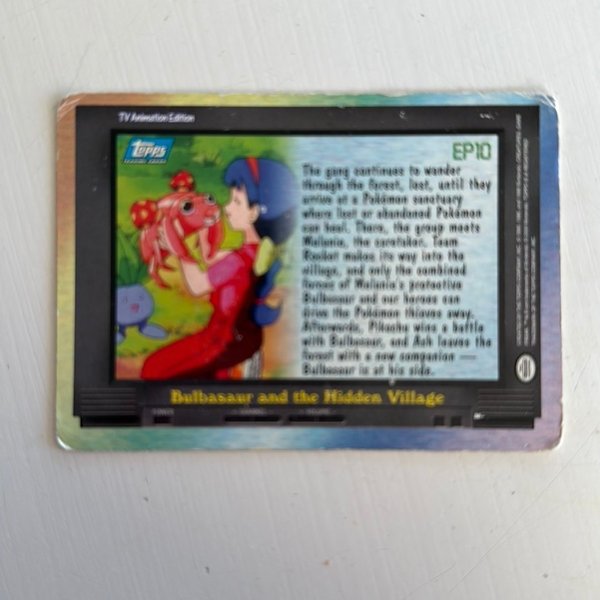 TV Animation Edition
Topps
EP10
The gang continues to wander
through the forest, lost, until they
arrive at a Pokémon sanctuary
where lost or abandoned Pokémon
can heal. There, the group meets
Melanie, the caretaker. Team
Rocket makes its way into the
village, and only the combined
forces of Melanie's protective
Bulbasaur and our heroes can
drive the Pokémon thieves away.
Afterwards, Pikachu wins a battle
with Bulbasaur, and Ash leaves the
forest with a new companion —
Bulbasaur is at his side.
Bulbasaur and the Hidden Village